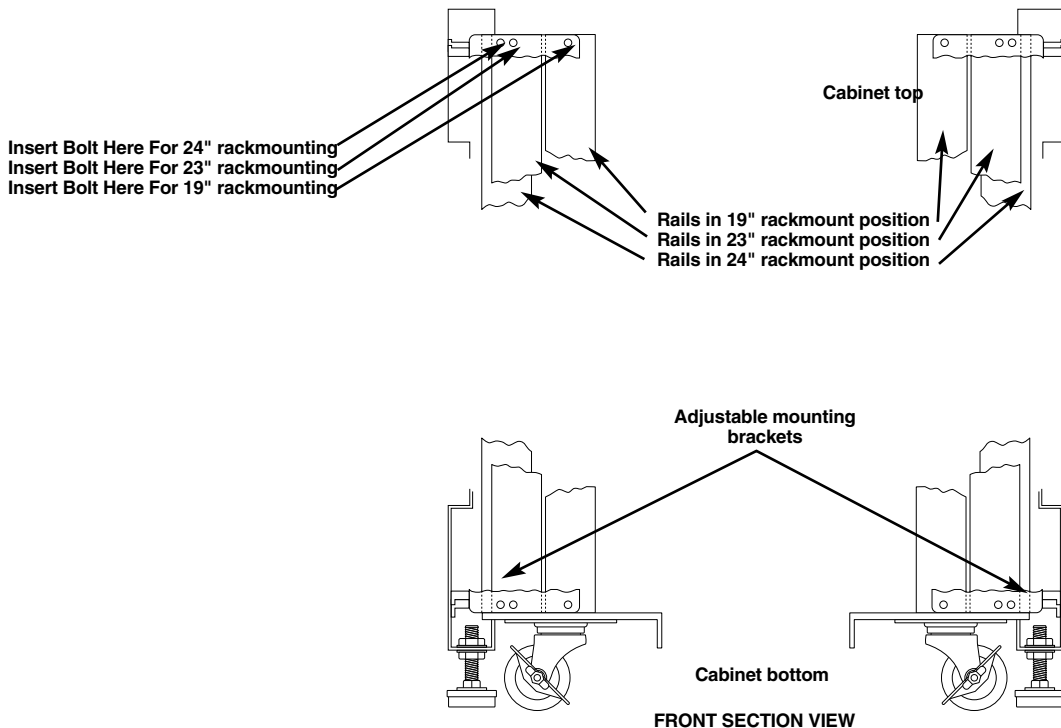 Cabinet top
Insert Bolt Here For 24" rackmounting
Insert Bolt Here For 23" rackmounting
Insert Bolt Here For 19" rackmounting
Rails in 19" rackmount position
Rails in 23" rackmount position
Rails in 24" rackmount position
Adjustable mounting
brackets
Cabinet bottom
FRONT SECTION VIEW